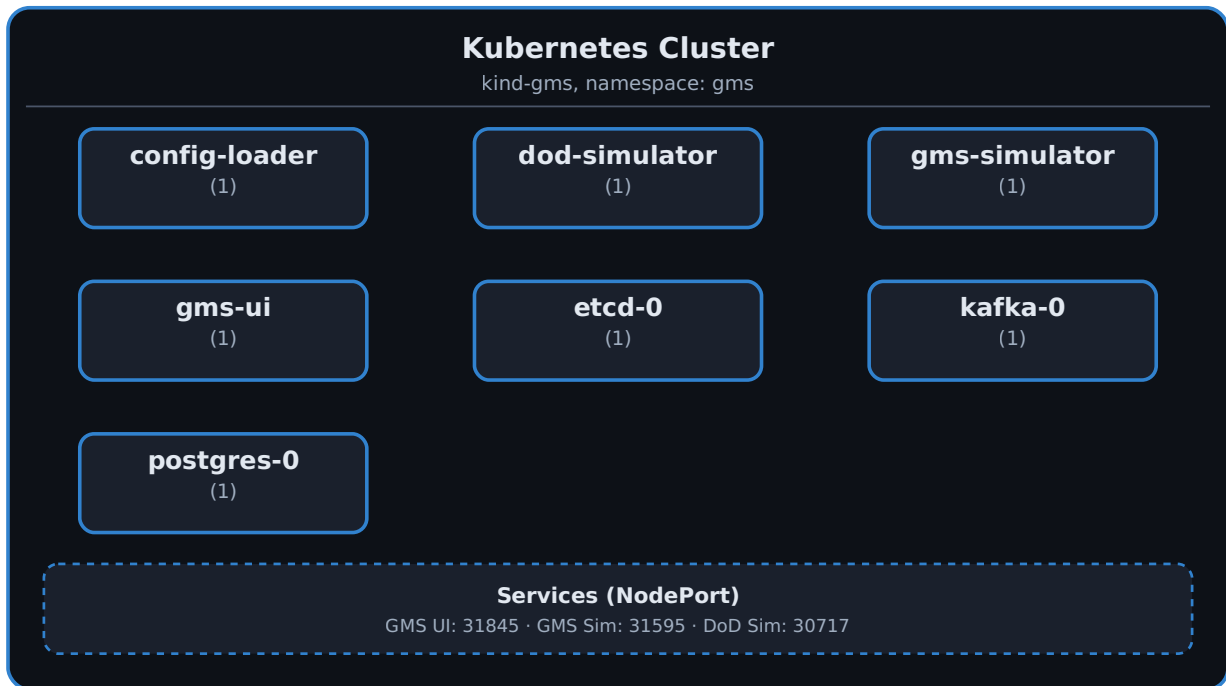 Kubernetes Cluster
kind-gms, namespace: gms
config-loader
(1)
dod-simulator
(1)
gms-simulator
(1)
gms-ui
(1)
etcd-0
(1)
kafka-0
(1)
postgres-0
(1)
Services (NodePort)
GMS UI: 31845 · GMS Sim: 31595 · DoD Sim: 30717